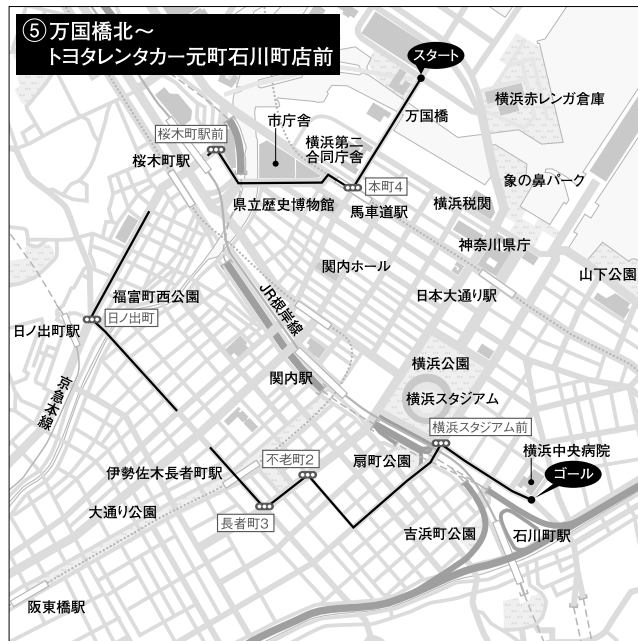 ⑤万国橋北〜
トヨタレンタカー元町石川町店前
スタート
横浜赤レンガ倉庫
万国橋
市庁舎
桜木町駅前
横浜第二
合同庁舎
桜木町駅
本町4
象の鼻パーク
県立歴史博物館
馬車道駅
横浜税関
神奈川県庁
関内ホール
山下公園
福富町西公園
日本大通り駅
日ノ出町
JR根岸線
日ノ出町駅
横浜公園
関内駅
京急本線
横浜スタジアム
横浜スタジアム前
横浜中央病院
不老町2
扇町公園
伊勢佐木長者町駅
ゴール
大通り公園
長者町3
吉浜町公園
石川町駅
阪東橋駅